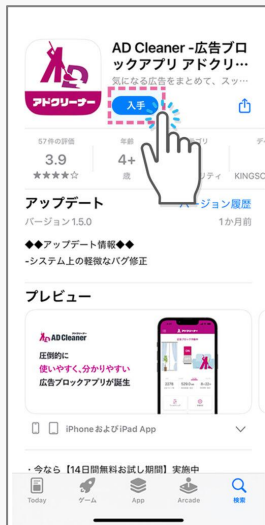 AD Cleaner -広告ブロ
ックアプリ アドクリ…
気になる広告をまとめて、スッ…
アドクリーナー
入手
57件の評価
年齢
3.9
4+
★★★★☆
歳
KINGSC
アップデート
バージョン履歴
バージョン 1.5.0
1か月前
◆◆アップデート情報◆◆
-システム上の軽微なバグ修正
プレビュー
AD Cleaner
圧倒的に
使いやすく、分かりやすい
広告ブロックアプリが誕生
iPhoneおよびiPad App
・今なら【14日間無料お試し期間】実施中
Today
ゲーム
App
Arcade
検索